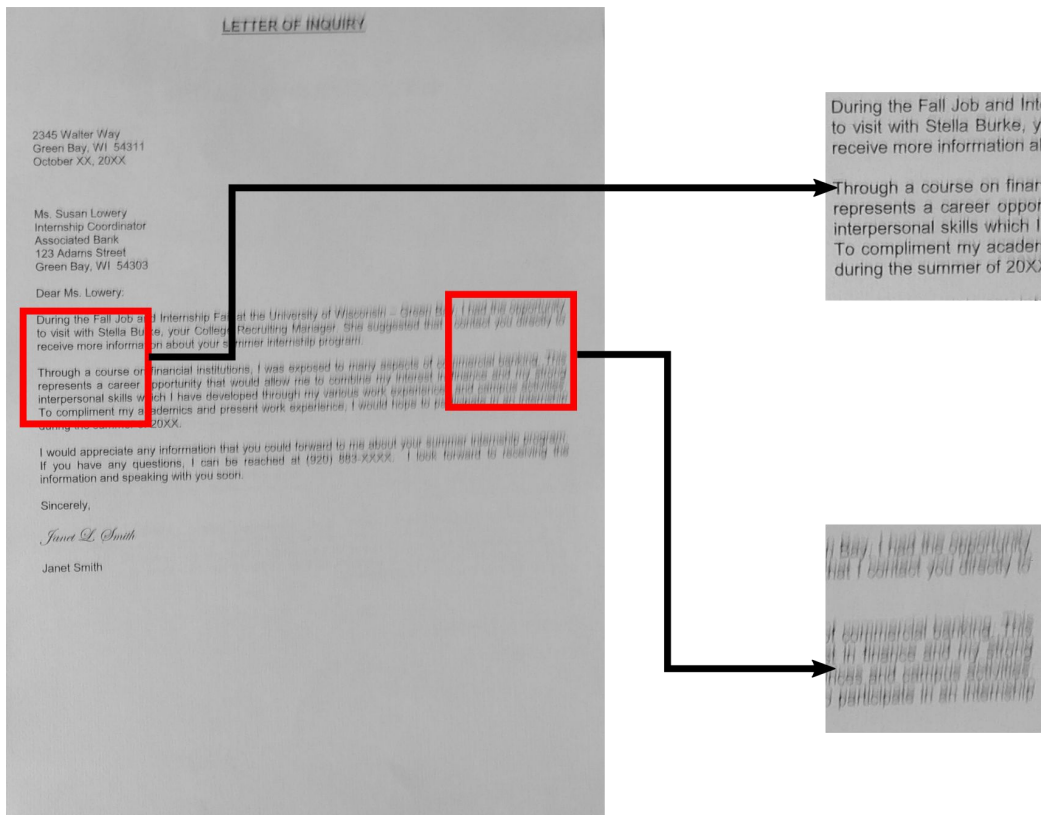 LETTER OF INQUIRY
2345 Walter Way
Green Bay, WI 54311
October XX, 20XX
Ms. Susan Lowery
Internship Coordinator
Associated Bank
123 Adams Street
Green Bay, WI 54303
Dear Ms. Lowery:
During the Fall Job and Internship Fair at the University of Wisconsin – Green Bay, I had the opportunity
to visit with Stella Burke, your College Recruiting Manager. She suggested that I contact you directly to
receive more information about your summer internship program.
Through a course on financial institutions, I was exposed to many aspects of commercial banking. This
represents a career opportunity that would allow me to combine my interest in finance and my strong
interpersonal skills which I have developed through my various work experiences and campus activities.
To compliment my academics and present work experience, I would hope to participate in an internship
during the summer of 20XX.
I would appreciate any information that you could forward to me about your summer internship program.
If you have any questions, I can be reached at (920) 883-XXXX. I look forward to receiving the
information and speaking with you soon.
Sincerely,
Janet L. Smith
Janet Smith
During the Fall Job and Int
to visit with Stella Burke, y
receive more information a
Through a course on finan
represents a career oppor
interpersonal skills which I
To compliment my academ
during the summer of 20X
Bay, I had the opportunity
that I contact you directly to
of commercial banking. This
in finance and my strong
and campus activities.
participate in an internship